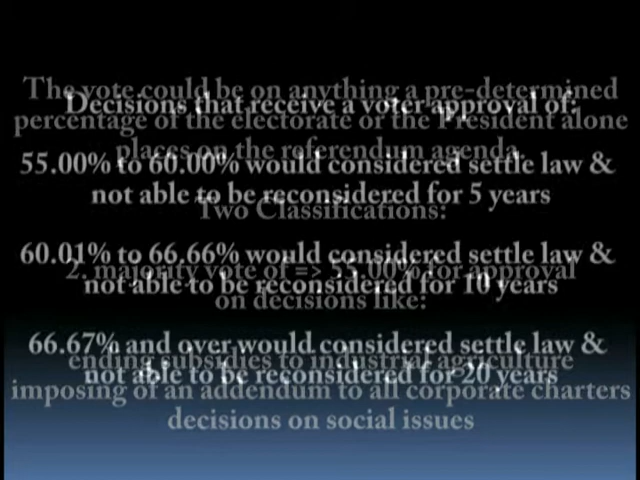 The vote could be on anything a pre-determined
percentage of the electorate or the President alone
places on the referendum agenda.
Two Classifications:
2. majority vote of => 55.00% for approval
on decisions like:
ending subsidies to industrial agriculture
imposing of an addendum to all corporate charters
decisions on social issues
Decisions that receive a voter approval of:
55.00% to 60.00% would considered settle law &
not able to be reconsidered for 5 years
60.01% to 66.66% would considered settle law &
not able to be reconsidered for 10 years
66.67% and over would considered settle law &
not able to be reconsidered for 20 years